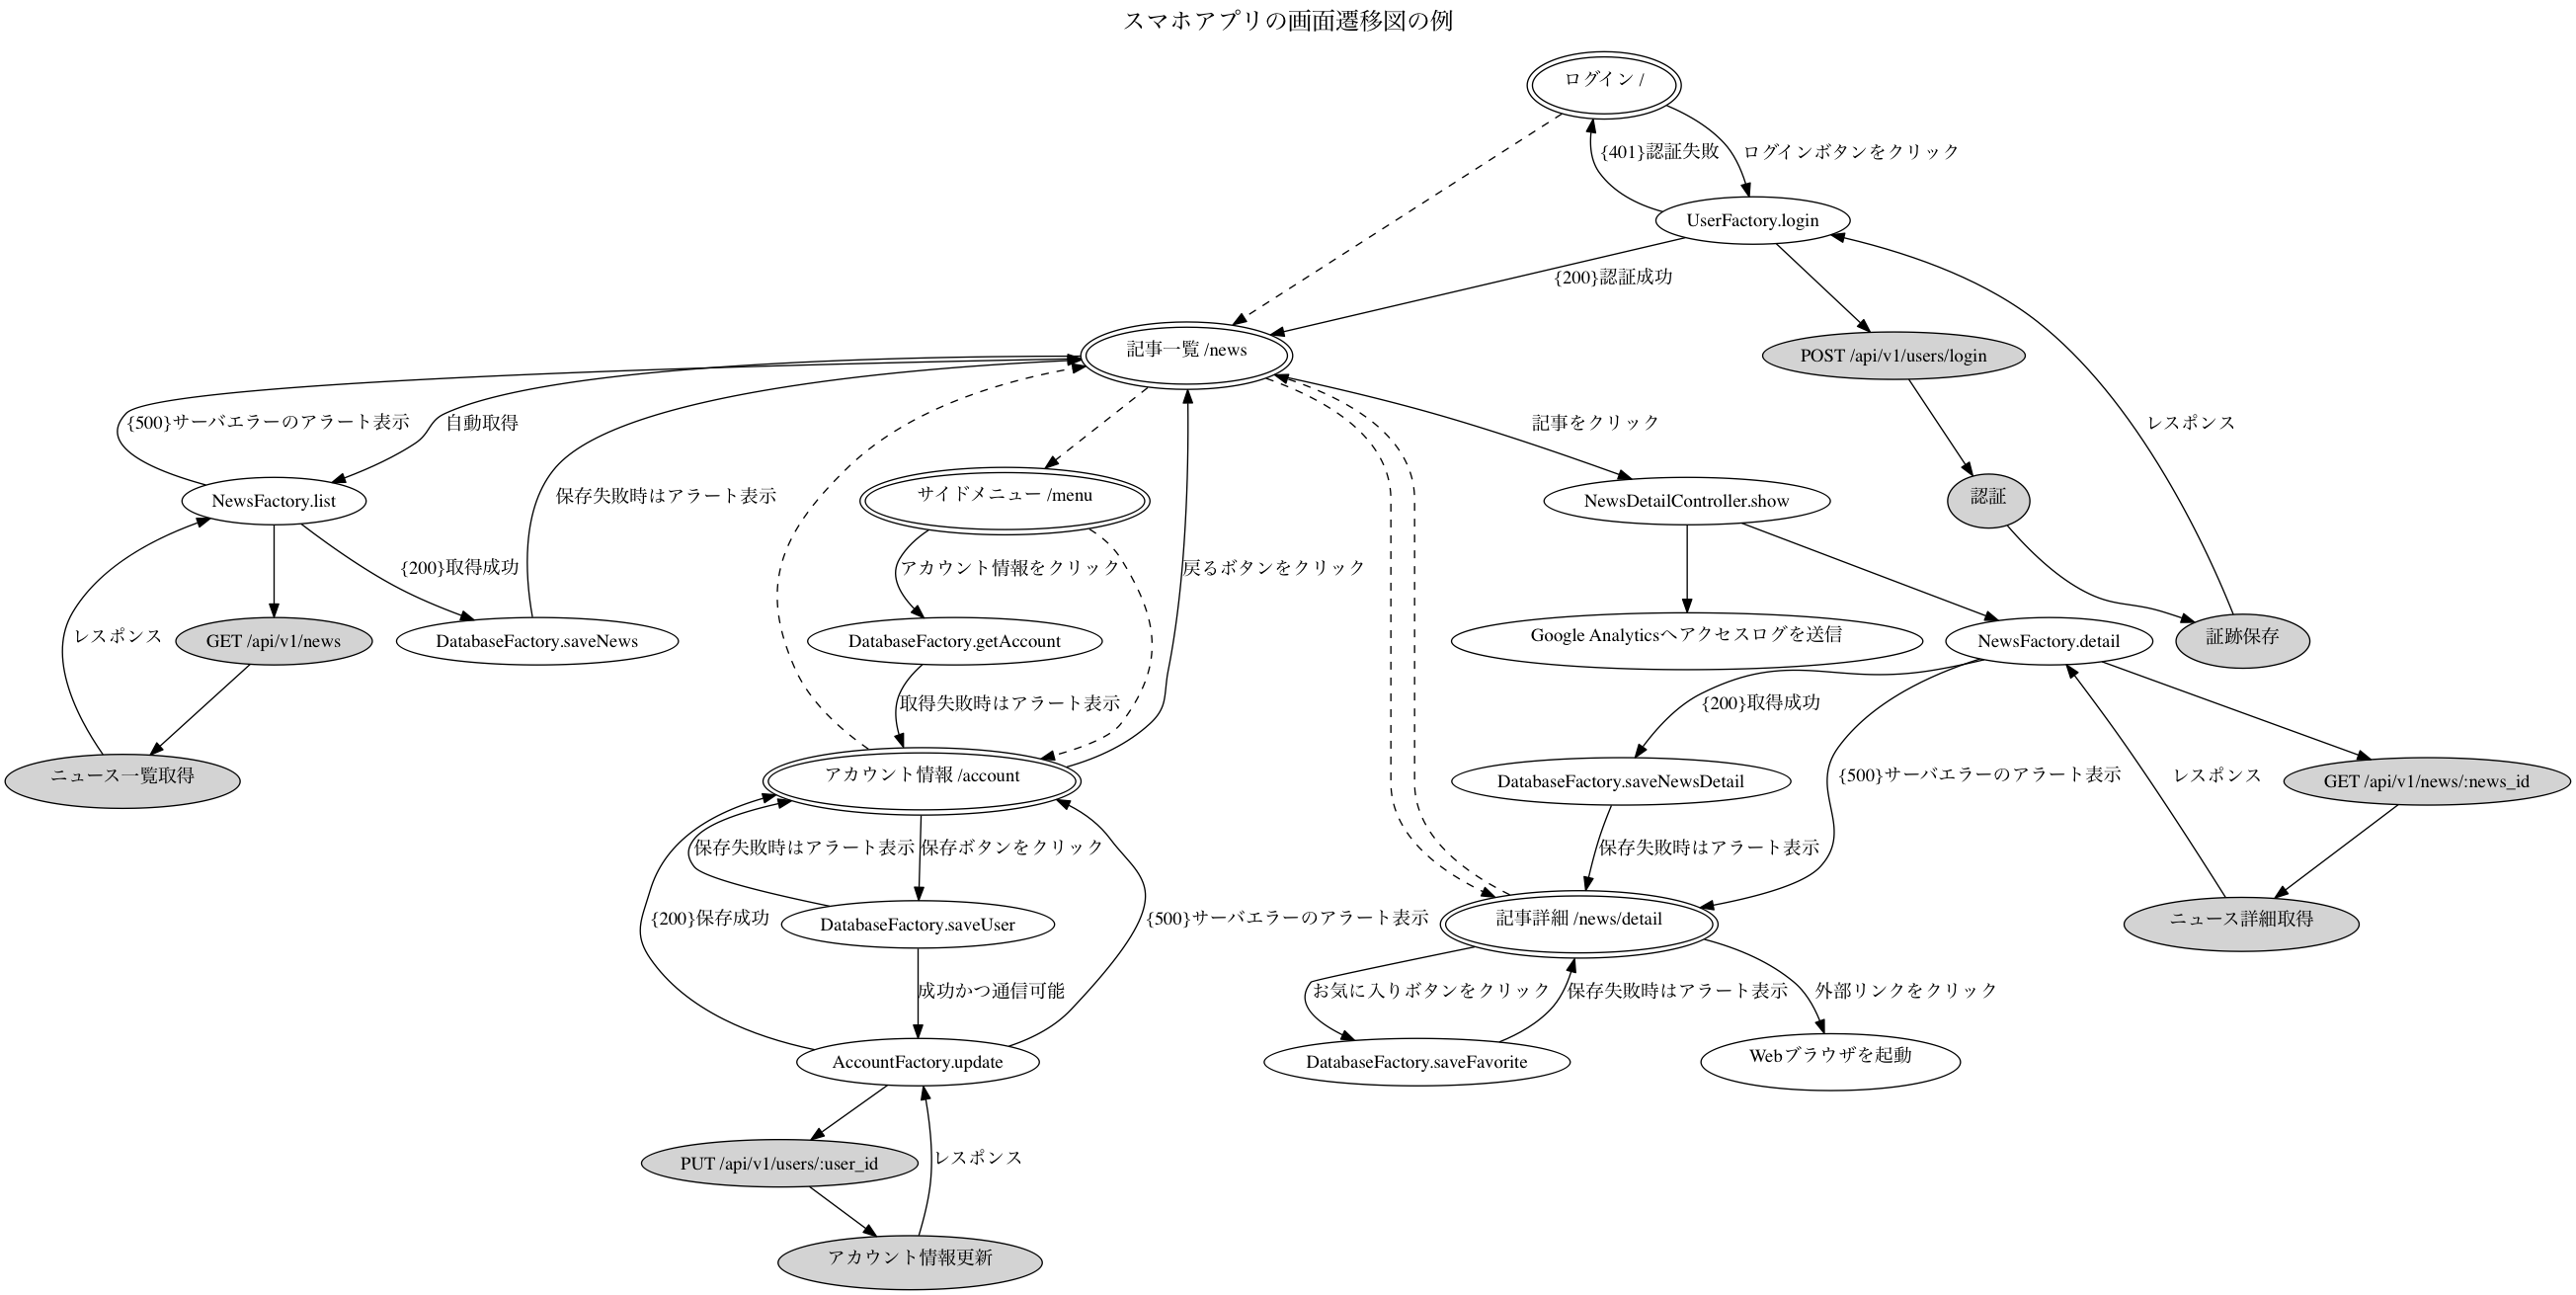 スマホアプリの画面遷移図の例
ログイン /
{401}認証失敗
ログインボタンをクリック
UserFactory.login
{200}認証成功
記事一覧 /news
POST /api/v1/users/login
{500}サーバエラーのアラート表示
自動取得
記事をクリック
レスポンス
NewsFactory.list
保存失敗時はアラート表示
サイドメニュー /menu
NewsDetailController.show
認証
{200}取得成功
アカウント情報をクリック
戻るボタンをクリック
レスポンス
GET /api/v1/news
DatabaseFactory.saveNews
DatabaseFactory.getAccount
Google Analyticsへアクセスログを送信
NewsFactory.detail
証跡保存
取得失敗時はアラート表示
{200}取得成功
ニュース一覧取得
アカウント情報 /account
DatabaseFactory.saveNewsDetail
{500}サーバエラーのアラート表示
レスポンス
GET /api/v1/news/:news_id
保存失敗時はアラート表示
保存ボタンをクリック
保存失敗時はアラート表示
{200}保存成功
DatabaseFactory.saveUser
{500}サーバエラーのアラート表示
記事詳細 /news/detail
ニュース詳細取得
成功かつ通信可能
お気に入りボタンをクリック
保存失敗時はアラート表示
外部リンクをクリック
AccountFactory.update
DatabaseFactory.saveFavorite
Webブラウザを起動
PUT /api/v1/users/:user_id
レスポンス
アカウント情報更新